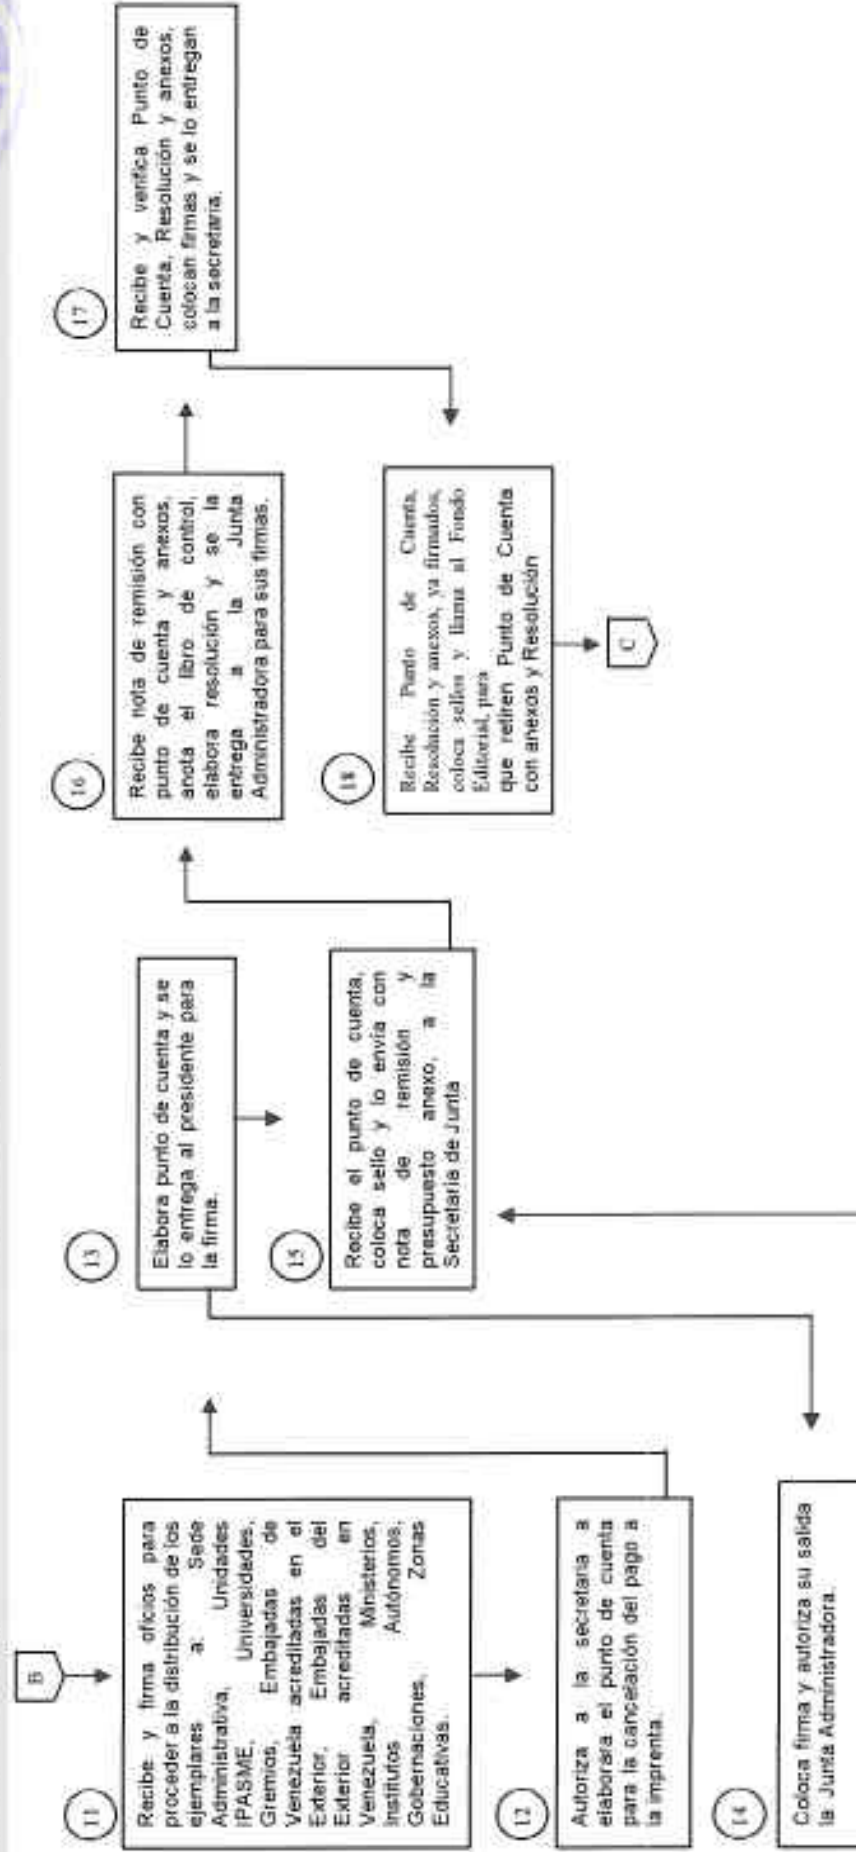 B
11
Recibe y firma oficios para
proceder a la distribución de los
ejemplares a: Sede
Administrativa, Unidades
IPASME, Universidades,
Gremios, Embajadas de
Venezuela acreditadas en el
Exterior, Embajadas del
Exterior acreditadas en
Venezuela, Ministerios,
Institutos Autónomos,
Gobernaciones, Zonas
Educativas.
12
Autoriza a la secretaria a
elaborara el punto de cuenta
para la cancelación del pago a
la imprenta.
13
Elabora punto de cuenta y se
lo entrega al presidente para
la firma.
14
Coloca firma y autoriza su salida
la Junta Administradora.
15
Recibe el punto de cuenta,
coloca sello y lo envía con
nota de remisión y
presupuesto anexo, a la
Secretaria de Junta
16
Recibe nota de remisión con
punto de cuenta y anexos,
anota el libro de control,
elabora resolución y se la
entrega a la Junta
Administradora para sus firmas.
17
Recibe y verifica Punto de
Cuenta, Resolución y anexos,
colocan firmas y se lo entregan
a la secretaria.
18
Recibe Punto de Cuenta,
Resolución y anexos, ya firmados,
coloca sellos y llama al Fondo
Editorial, para
que retiren Punto de Cuenta
con anexos y Resolución
C